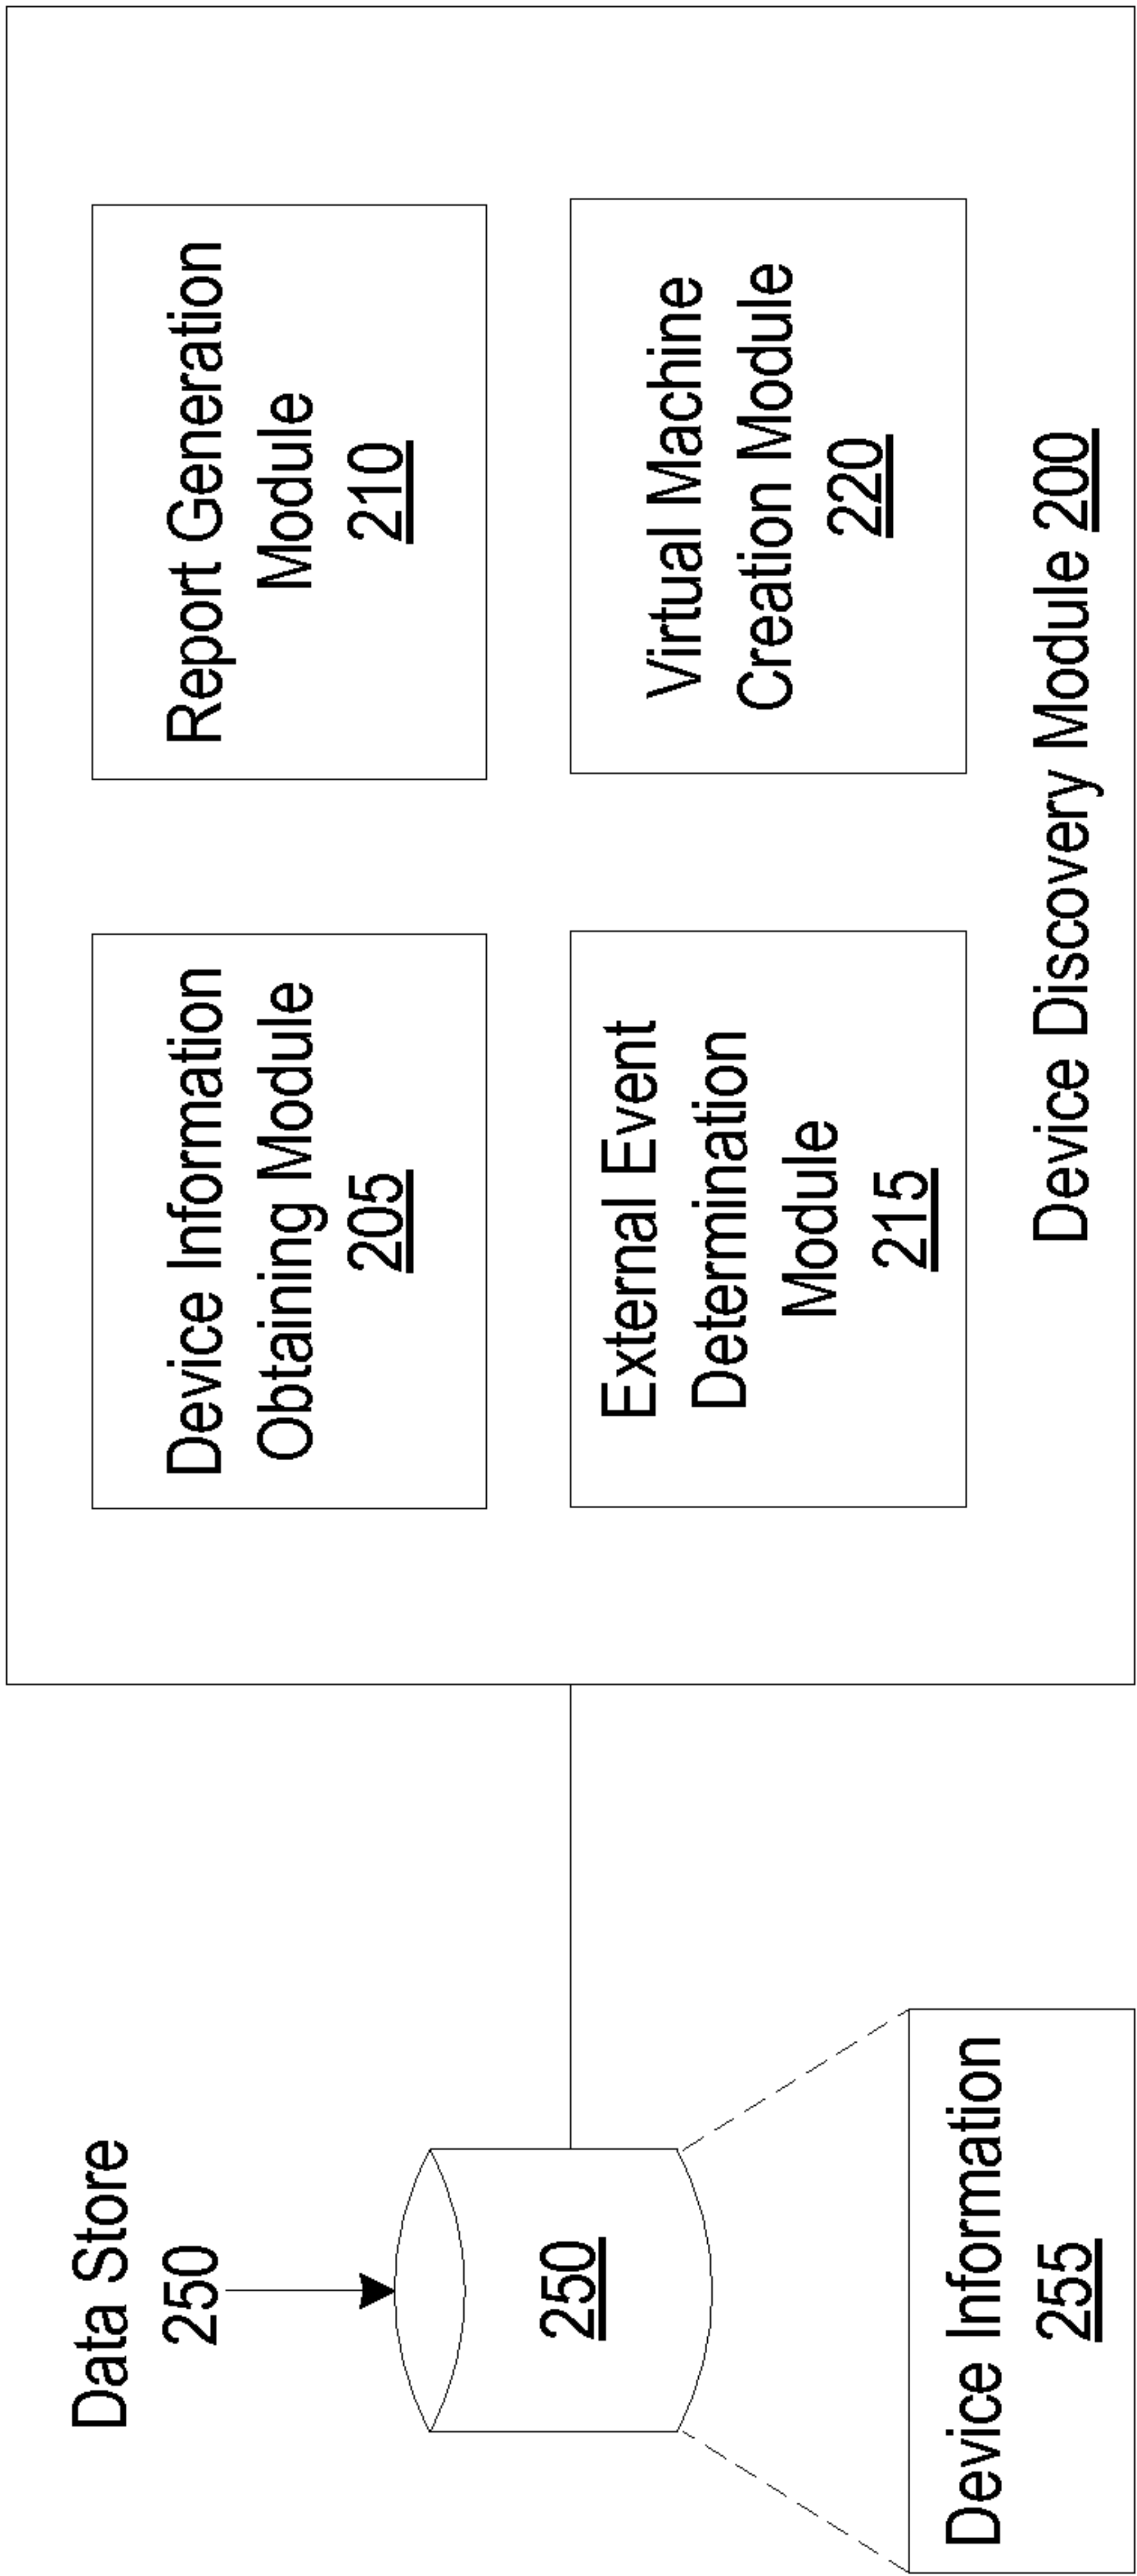 Data Store
250
250
Device Information
255
Device Information
Obtaining Module
205
Report Generation
Module
210
External Event
Determination
Module
215
Virtual Machine
Creation Module
220
Device Discovery Module 200